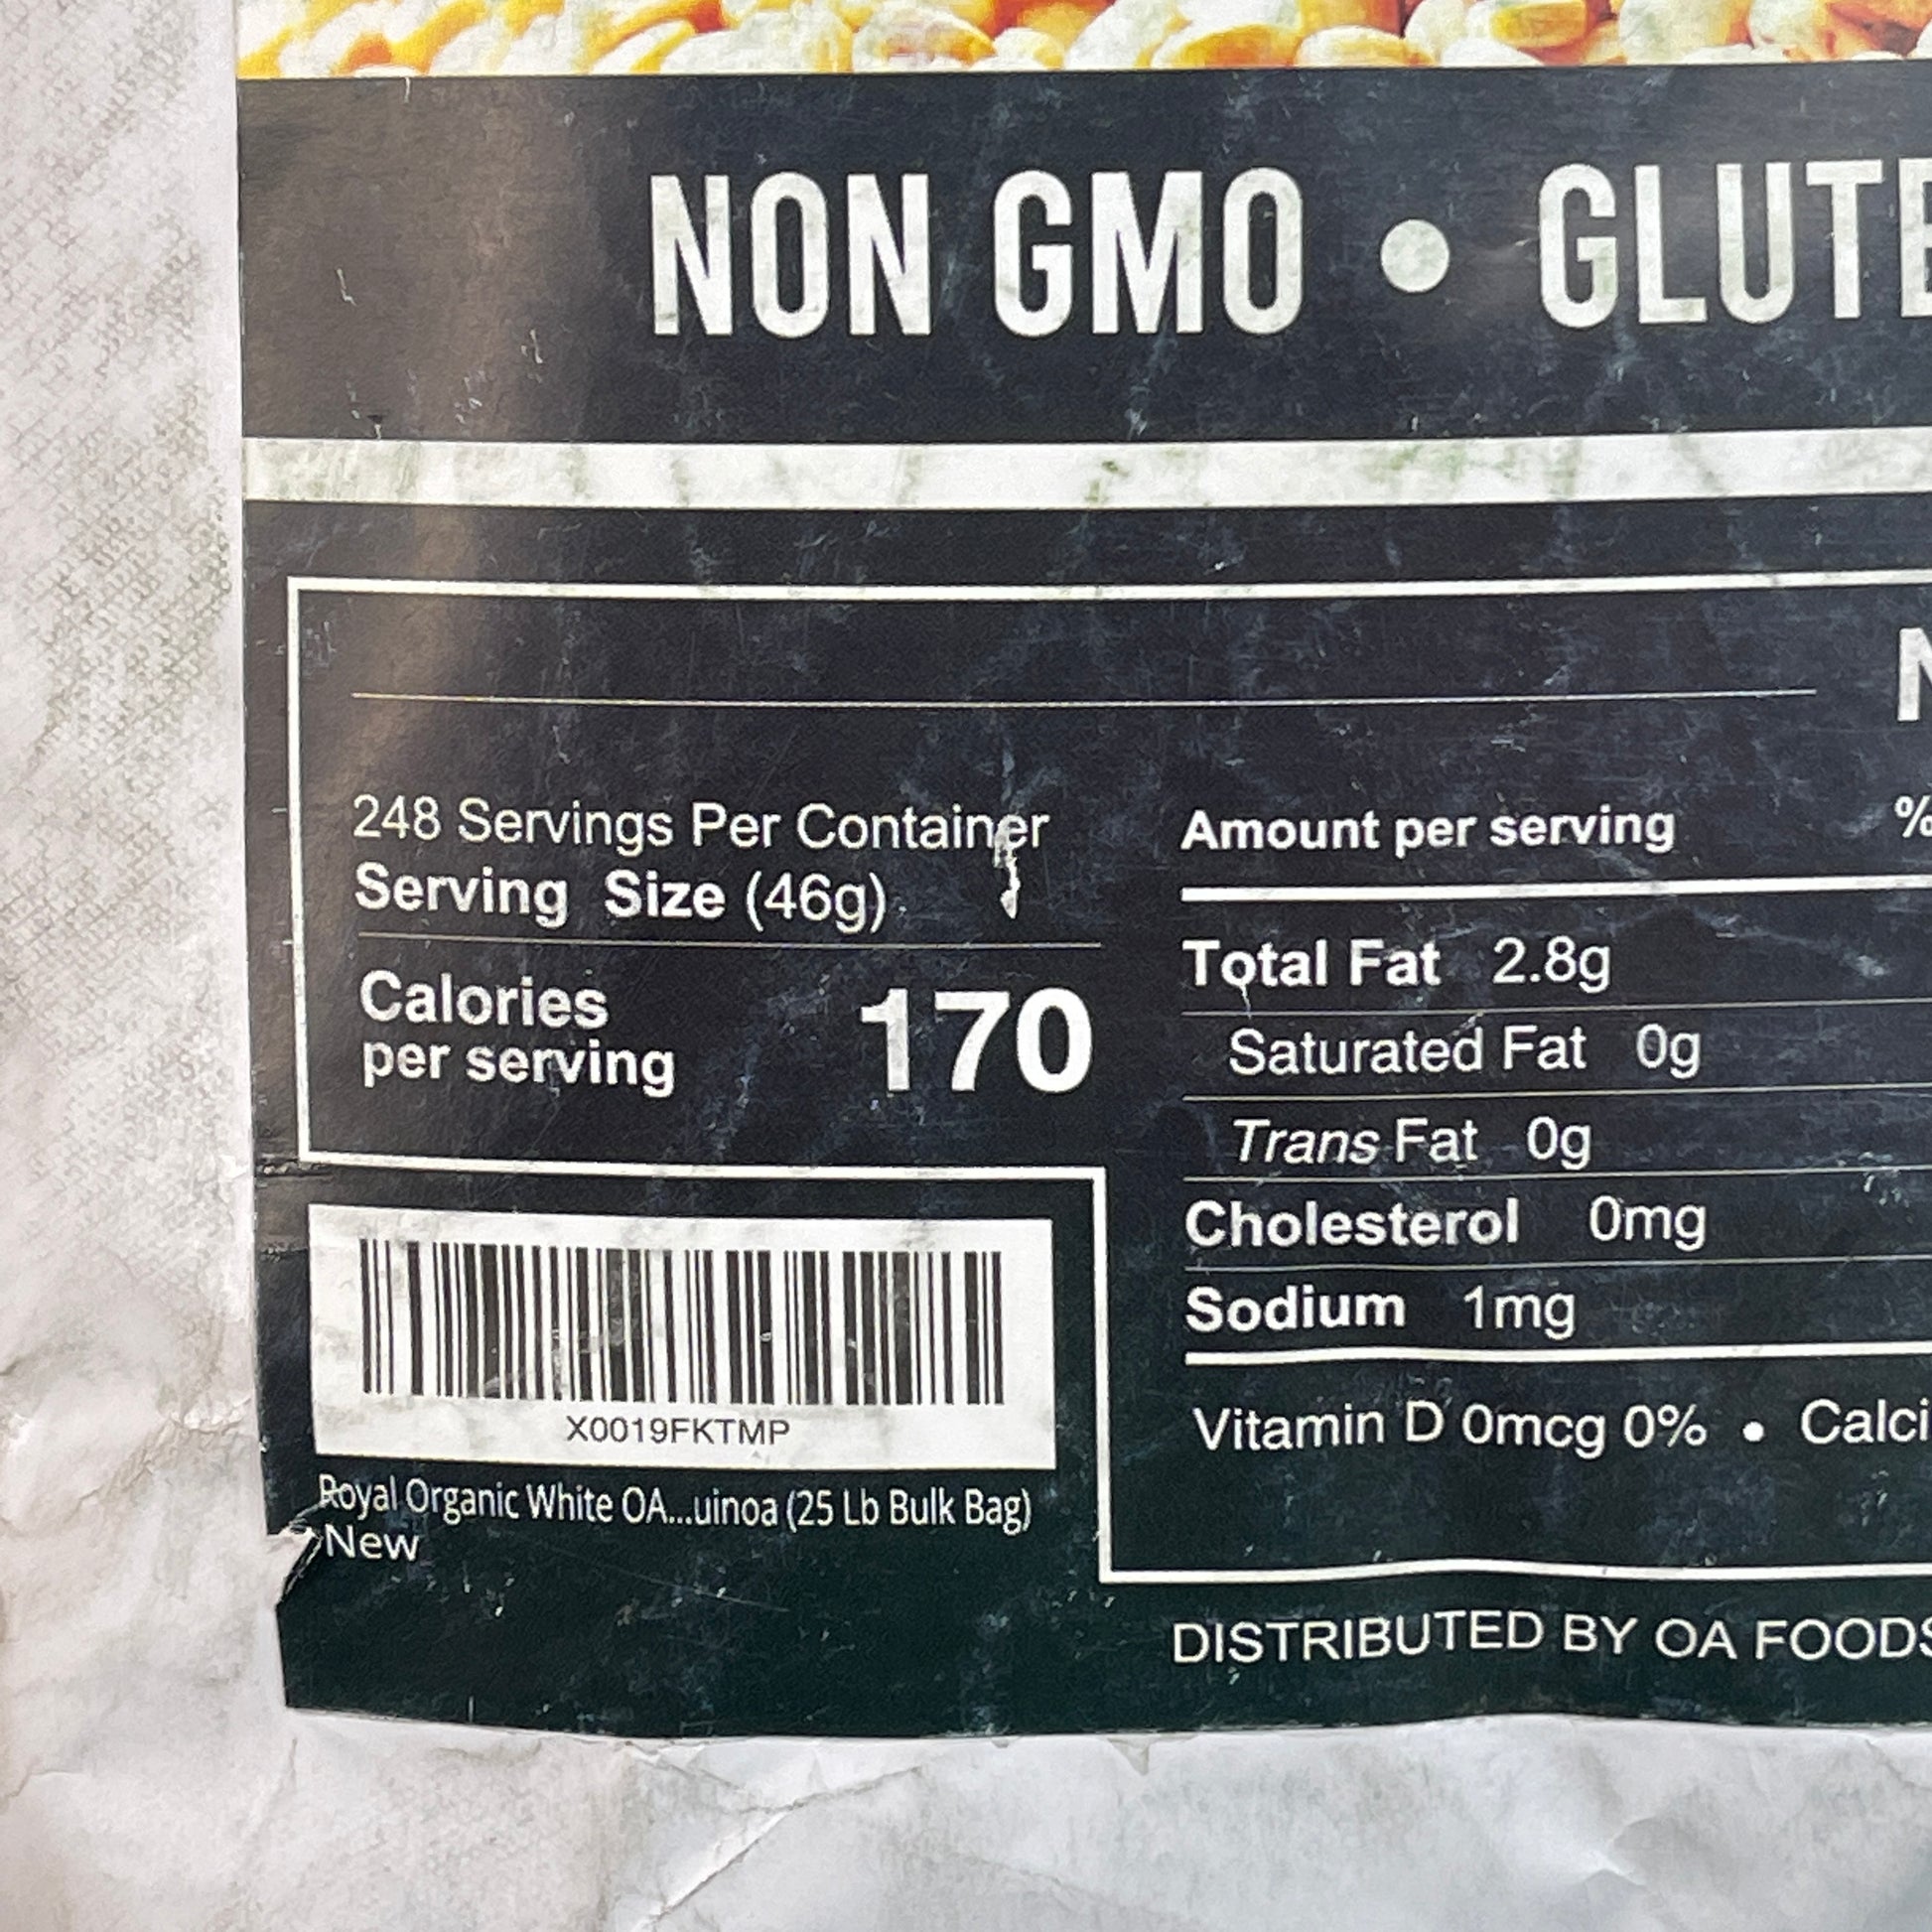 NON GMO • GLUTE
N
248 Servings Per Container
Serving Size (46g)
Calories
per serving 170
Amount per serving %
Total Fat 2.8g
Saturated Fat 0g
Trans Fat 0g
Cholesterol 0mg
Sodium 1mg
Vitamin D 0mcg 0% • Calci
X0019FKTMP
Royal Organic White OA...uinoa (25 Lb Bulk Bag)
New
DISTRIBUTED BY OA FOODS